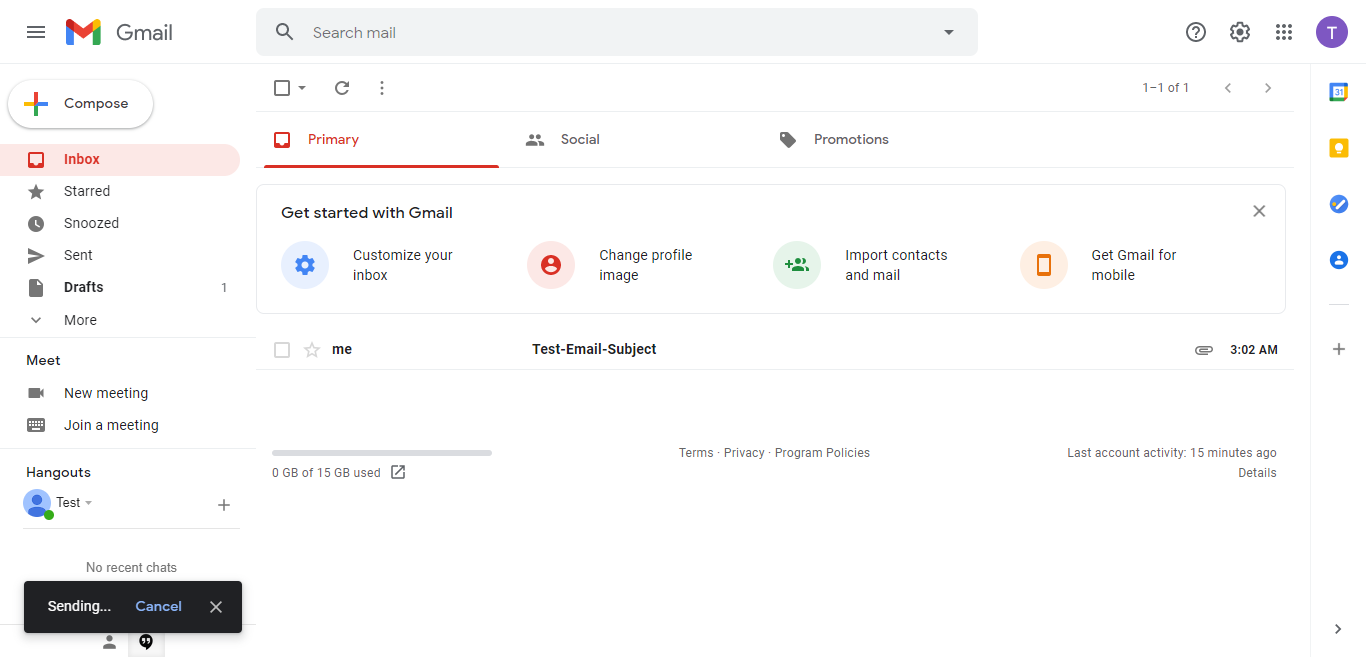 Gmail
Search mail
T
Compose
1–1 of 1
31
Primary
Social
Promotions
Inbox
Starred
Snoozed
Sent
Drafts 1
More
Get started with Gmail
Customize your
inbox
Change profile
image
Import contacts
and mail
Get Gmail for
mobile
me Test-Email-Subject 3:02 AM
Meet
New meeting
Join a meeting
Hangouts
Test
No recent chats
0 GB of 15 GB used
Terms · Privacy · Program Policies
Last account activity: 15 minutes ago
Details
Sending... Cancel